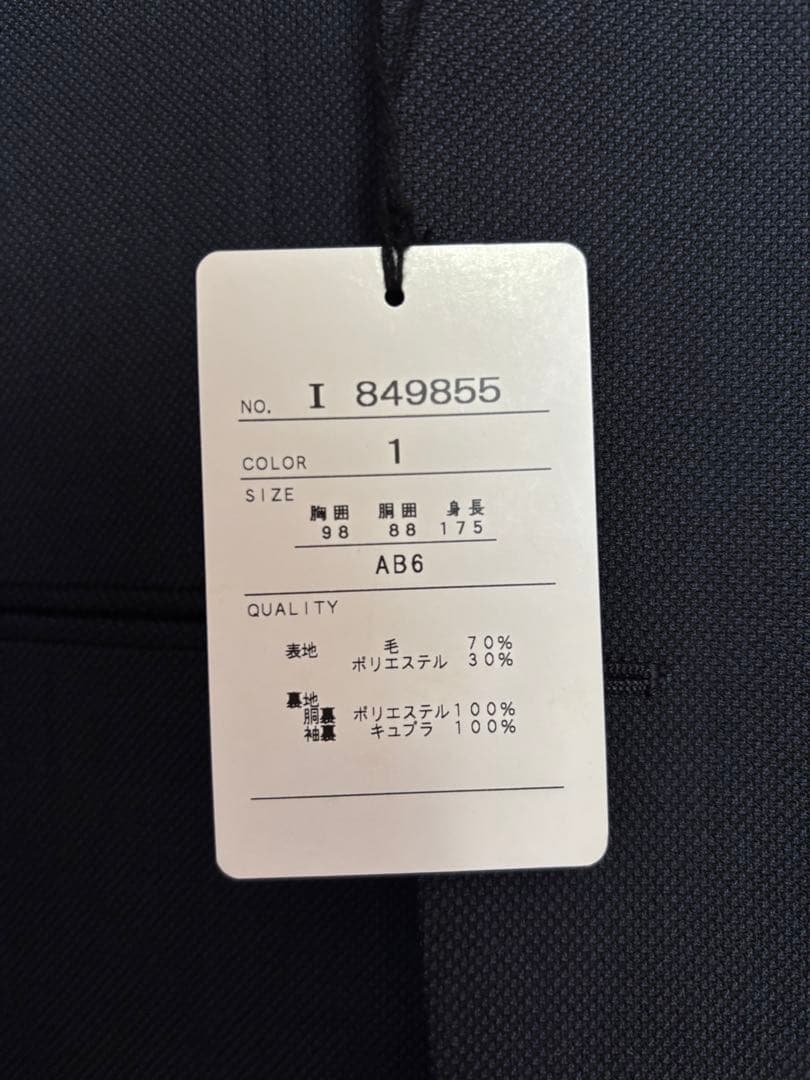 NO. I 849855
COLOR 1
SIZE
胸囲 胴囲 身長
98 88 175
AB6
QUALITY
表地 毛 70%
ポリエステル 30%
裏地
胴裏 ポリエステル100%
袖裏 キュプラ 100%